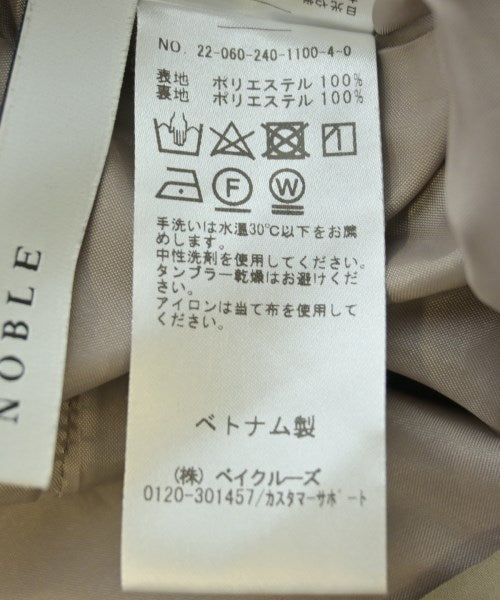 NO. 22-060-240-1100-4-0
表地 ポリエステル 100%
裏地 ポリエステル 100%
F W
手洗いは水温30℃以下をお薦
めします。
中性洗剤を使用してください。
タンブラー乾燥はお避けくだ
さい。
アイロンは当て布を使用して
ください。
ベトナム製
(株) ベイクルーズ
0120-301457/カスタマーサポート
NOBLE